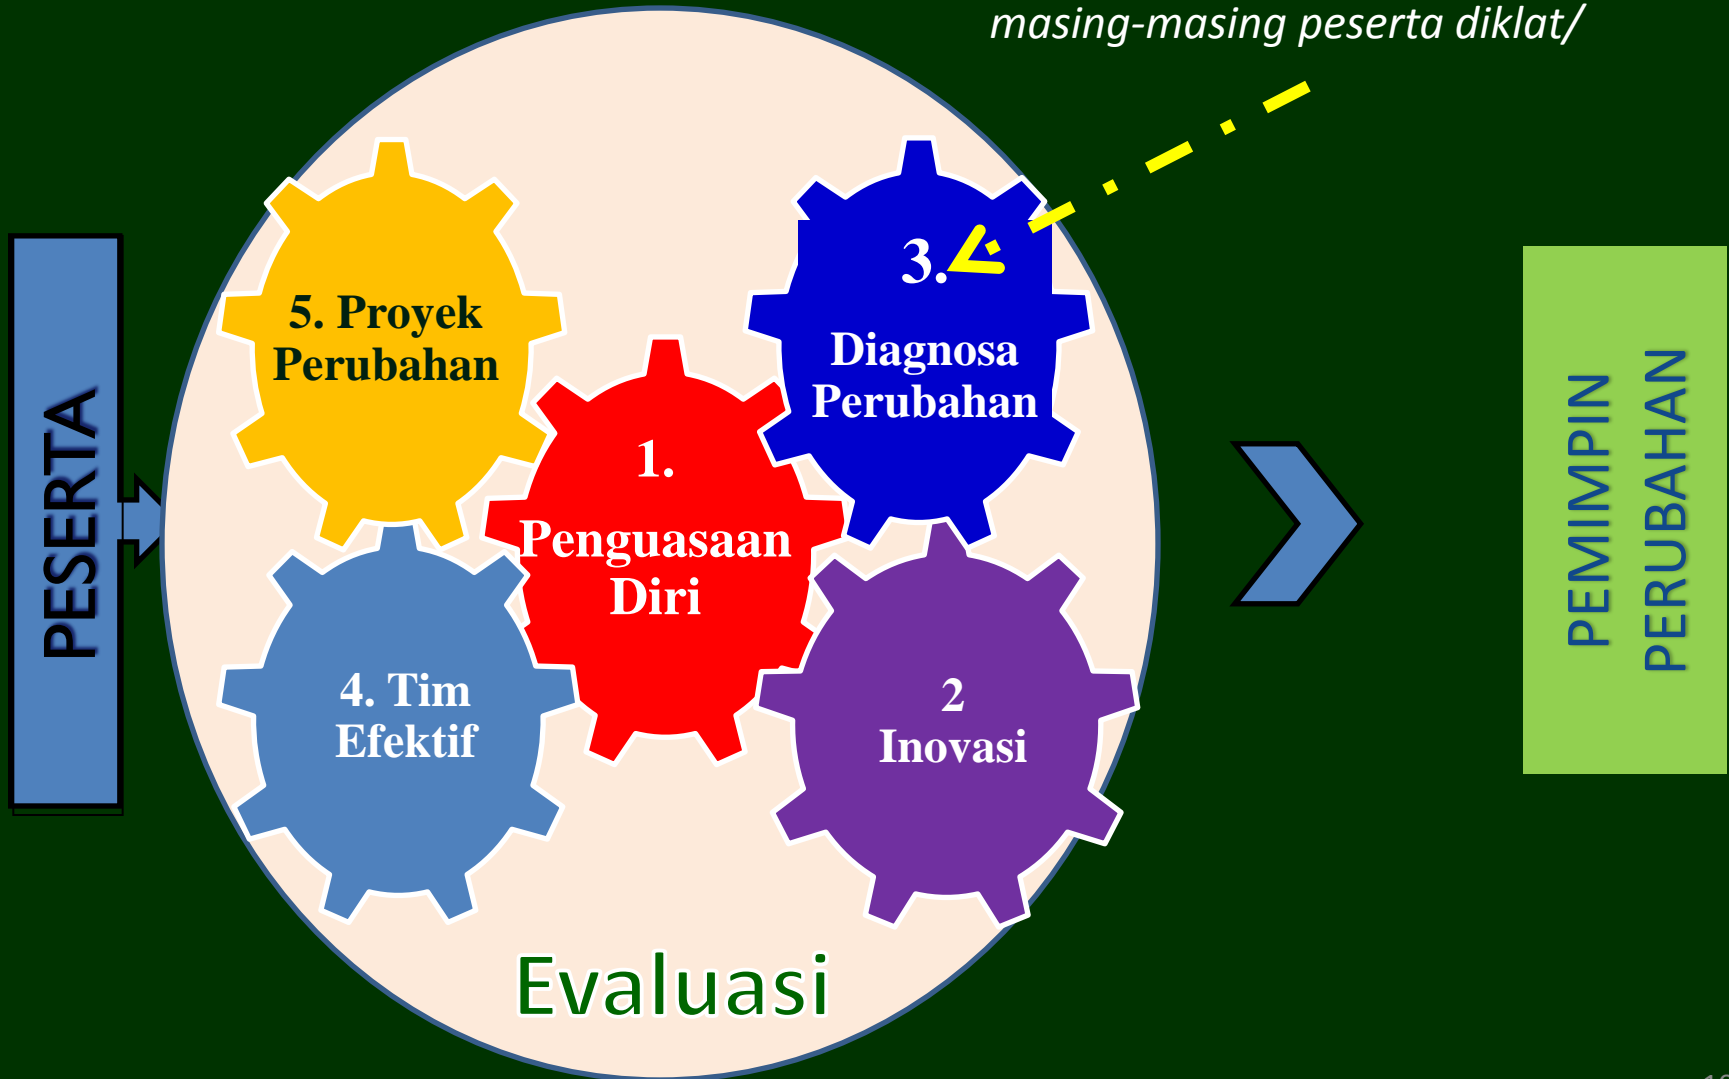 masing-masing peserta diklat/
PESERTA
5. Proyek
Perubahan
3.
Diagnosa
Perubahan
1.
Penguasaan
Diri
4. Tim
Efektif
2
Inovasi
Evaluasi
PEMIMPIN
PERUBAHAN